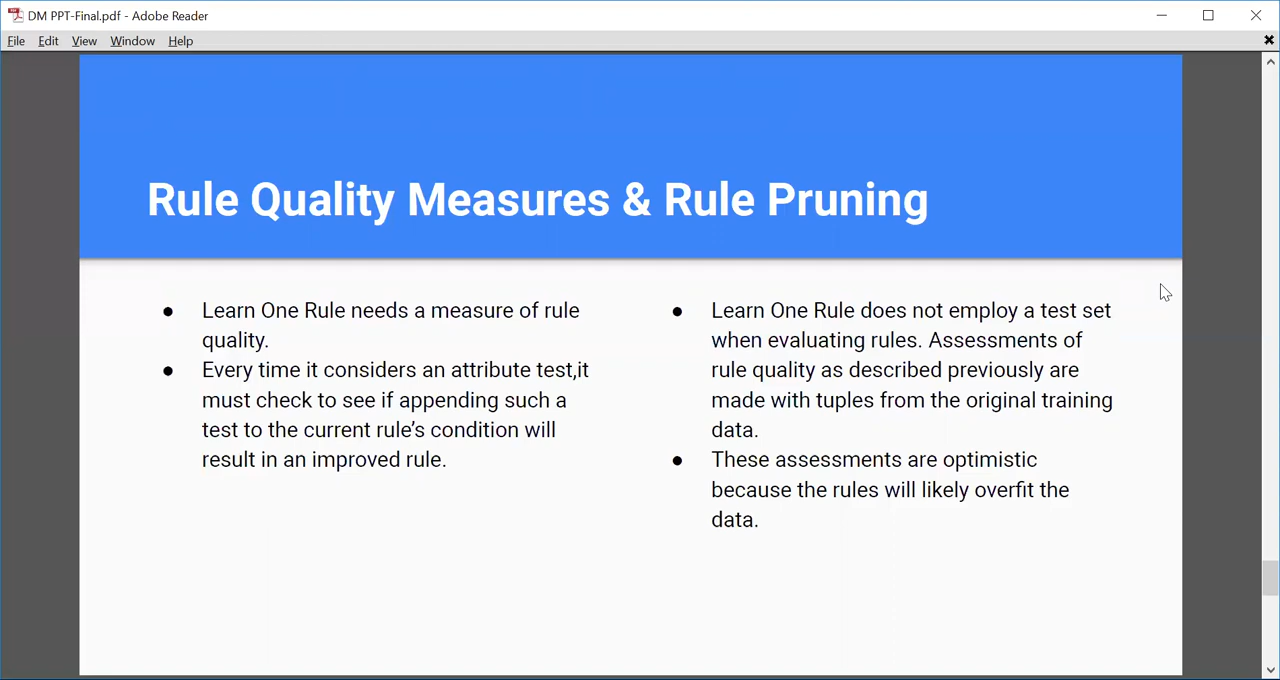 DM PPT-Final.pdf - Adobe Reader
File Edit View Window Help
Rule Quality Measures & Rule Pruning
● Learn One Rule needs a measure of rule
quality.
● Every time it considers an attribute test,it
must check to see if appending such a
test to the current rule’s condition will
result in an improved rule.
● Learn One Rule does not employ a test set
when evaluating rules. Assessments of
rule quality as described previously are
made with tuples from the original training
data.
● These assessments are optimistic
because the rules will likely overfit the
data.